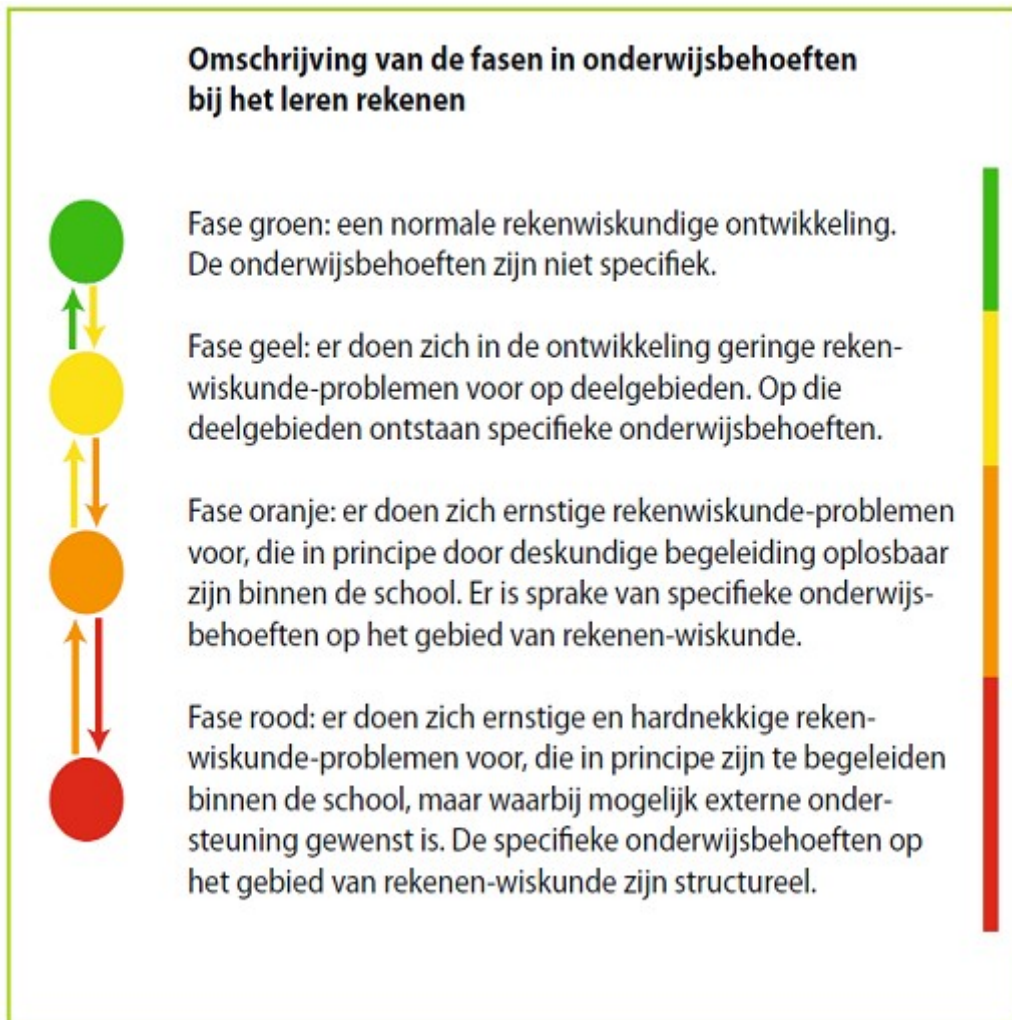 Omschrijving van de fasen in onderwijsbehoeften
bij het leren rekenen
Fase groen: een normale rekenwiskundige ontwikkeling.
De onderwijsbehoeften zijn niet specifiek.
Fase geel: er doen zich in de ontwikkeling geringe reken-
wiskunde-problemen voor op deelgebieden. Op die
deelgebieden ontstaan specifieke onderwijsbehoeften.
Fase oranje: er doen zich ernstige rekenwiskunde-problemen
voor, die in principe door deskundige begeleiding oplosbaar
zijn binnen de school. Er is sprake van specifieke onderwijs-
behoeften op het gebied van rekenen-wiskunde.
Fase rood: er doen zich ernstige en hardnekkige reken-
wiskunde-problemen voor, die in principe zijn te begeleiden
binnen de school, maar waarbij mogelijk externe onder-
steuning gewenst is. De specifieke onderwijsbehoeften op
het gebied van rekenen-wiskunde zijn structureel.